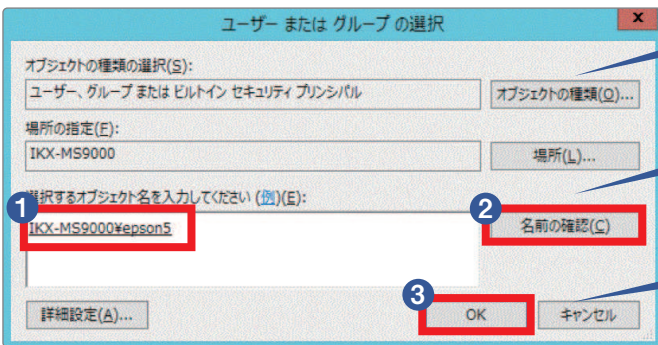 ユーザー または グループ の選択
x
オブジェクトの種類の選択(S):
ユーザー、グループ または ビルトイン セキュリティ プリンシパル
オブジェクトの種類(O)...
場所の指定(F):
IKX-MS9000
場所(L)...
選択するオブジェクト名を入力してください (例)(E):
1
IKX-MS9000¥epson5
2
名前の確認(C)
3
詳細設定(A)...
OK
キャンセル